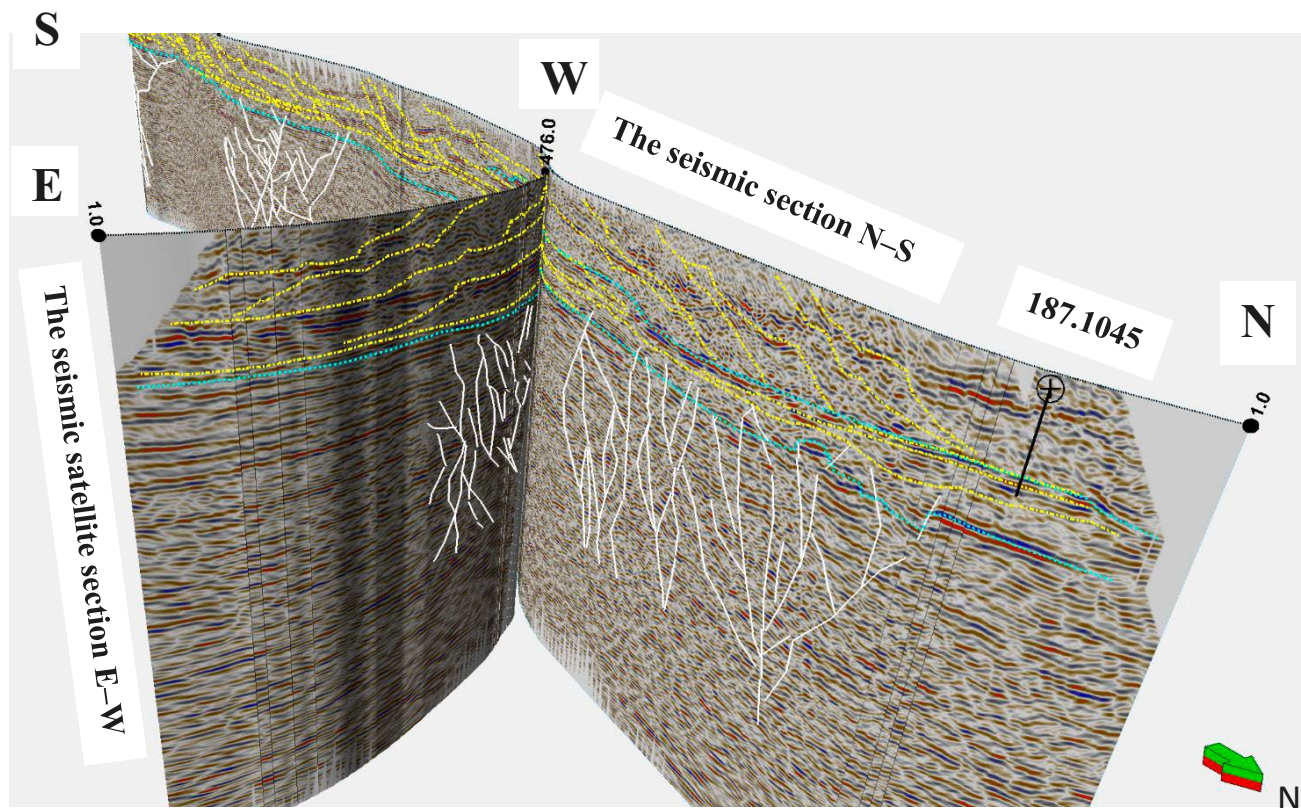 S
W
476.0
The seismic section N–S
E
1.0
187.1045
N
1.0
The seismic satellite section E–W
N